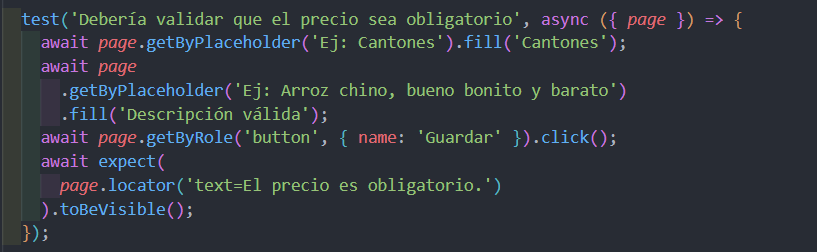 test('Debería validar que el precio sea obligatorio', async ({ page }) => {
  await page.getByPlaceholder('Ej: Cantones').fill('Cantones');
  await page
    .getByPlaceholder('Ej: Arroz chino, bueno bonito y barato')
    .fill('Descripción válida');
  await page.getByRole('button', { name: 'Guardar' }).click();
  await expect(
    page.locator('text=El precio es obligatorio.')
  ).toBeVisible();
});